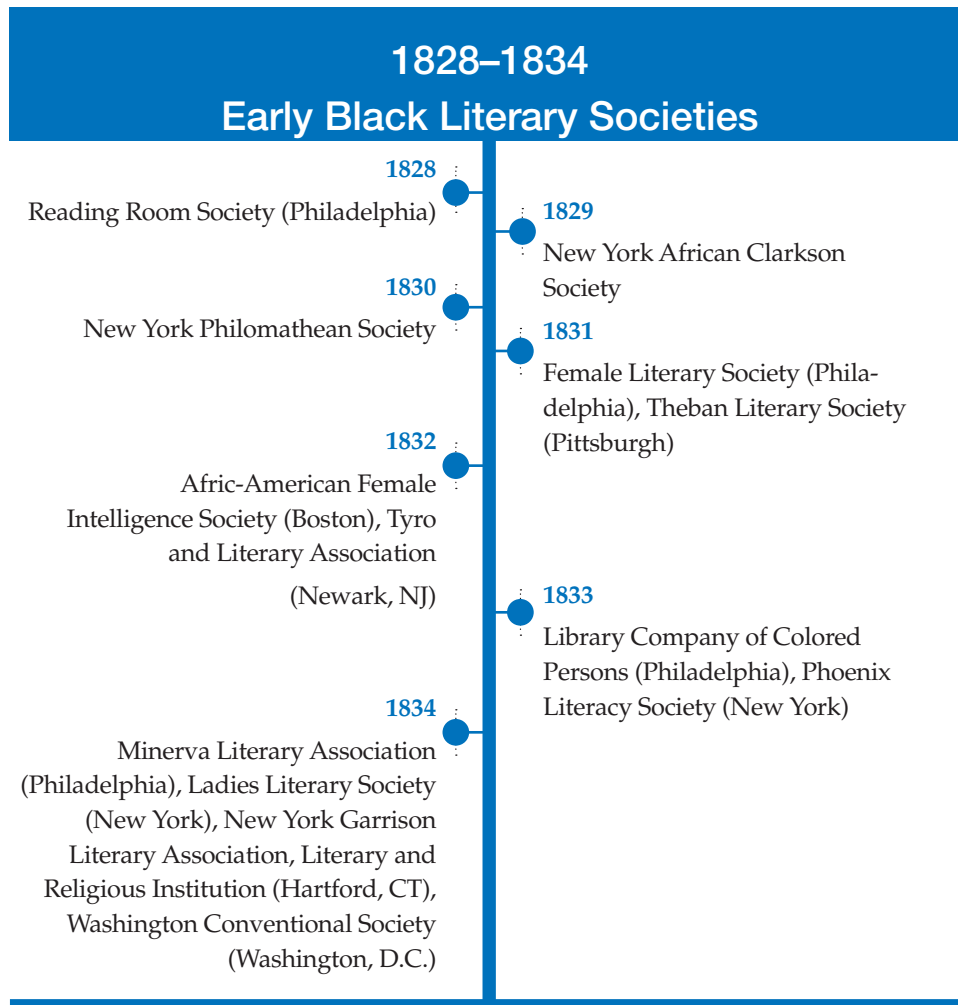 1828–1834
Early Black Literary Societies
1828
Reading Room Society (Philadelphia)
1829
New York African Clarkson
Society
1830
New York Philomathean Society
1831
Female Literary Society (Phila-
delphia), Theban Literary Society
(Pittsburgh)
1832
Afric-American Female
Intelligence Society (Boston), Tyro
and Literary Association
(Newark, NJ)
1833
Library Company of Colored
Persons (Philadelphia), Phoenix
Literacy Society (New York)
1834
Minerva Literary Association
(Philadelphia), Ladies Literary Society
(New York), New York Garrison
Literary Association, Literary and
Religious Institution (Hartford, CT),
Washington Conventional Society
(Washington, D.C.)